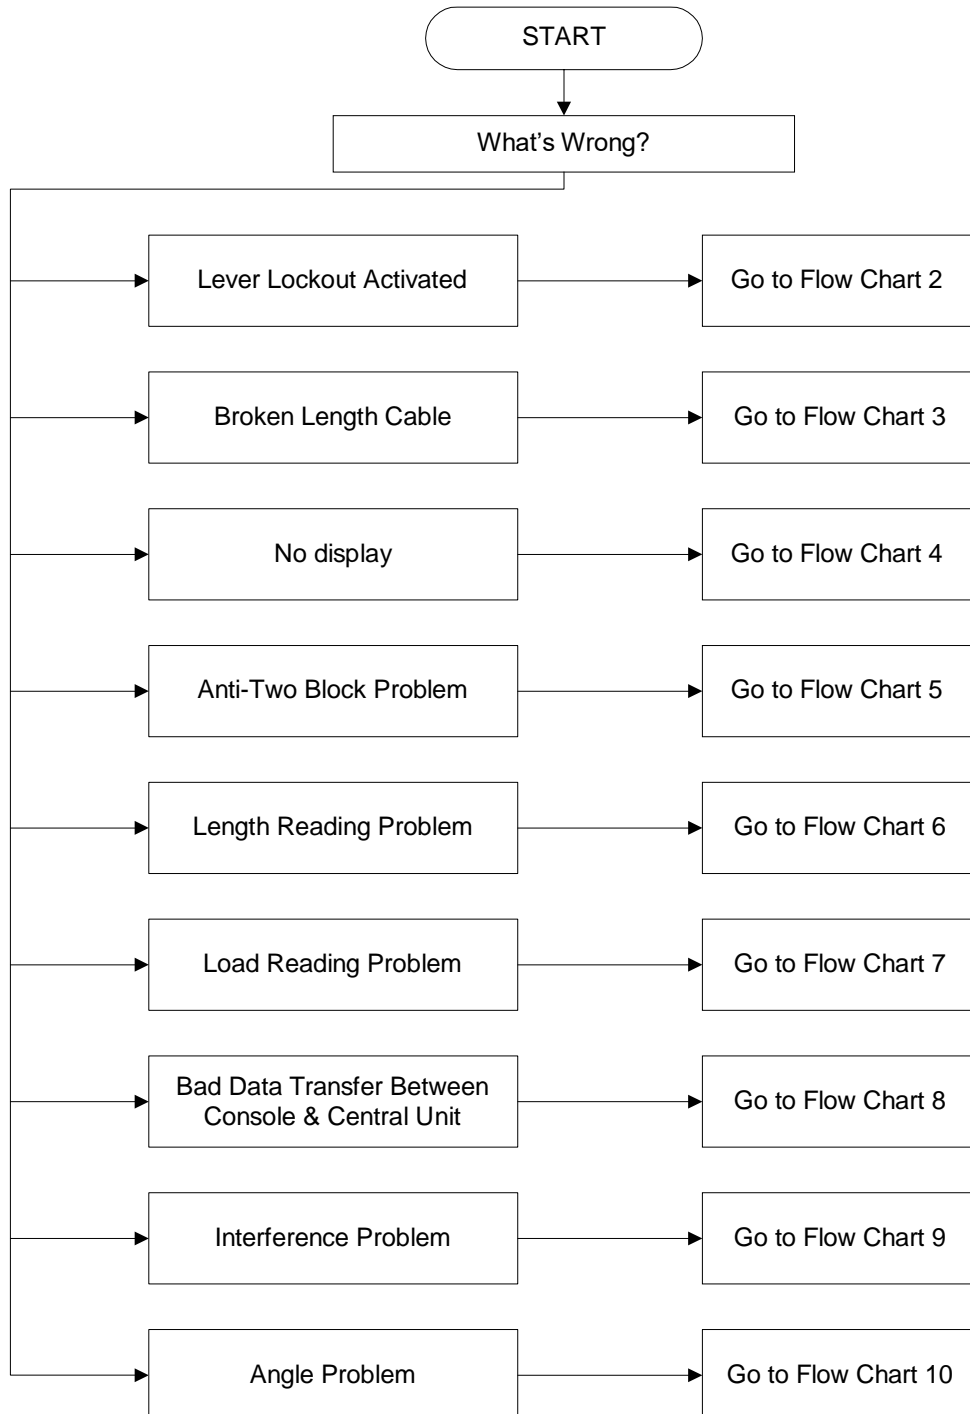 START
What's Wrong?
Lever Lockout Activated
Go to Flow Chart 2
Broken Length Cable
Go to Flow Chart 3
No display
Go to Flow Chart 4
Anti-Two Block Problem
Go to Flow Chart 5
Length Reading Problem
Go to Flow Chart 6
Load Reading Problem
Go to Flow Chart 7
Bad Data Transfer Between
Console & Central Unit
Go to Flow Chart 8
Interference Problem
Go to Flow Chart 9
Angle Problem
Go to Flow Chart 10